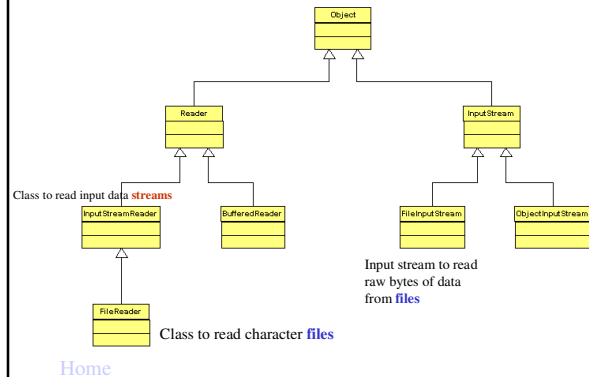 Object
Reader
InputStream
Class to read input data streams
InputStreamReader
BufferedReader
FileInputStream
ObjectInputStream
Input stream to read
raw bytes of data
from files
FileReader
Class to read character files
Home